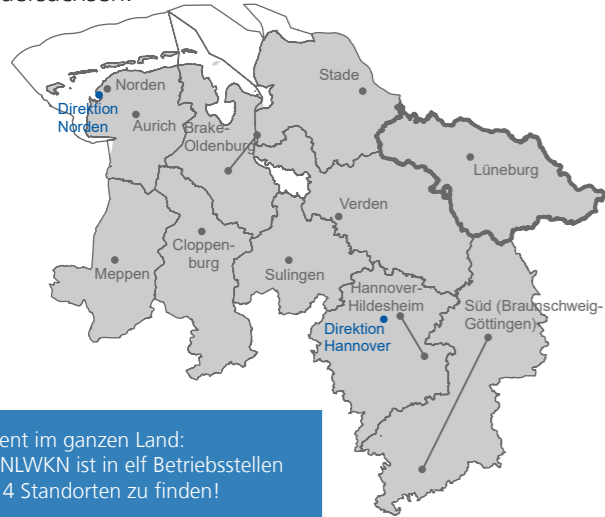 Stade
Norden
Direktion
Norden
Aurich
Brake-
Oldenburg
Lüneburg
Verden
Cloppen-
burg
Meppen
Sulingen
Hannover-
Hildesheim
Süd (Braunschweig-
Göttingen)
Direktion
Hannover
im ganzen Land:
NLWKN ist in elf Betriebsstellen
4 Standorten zu finden!